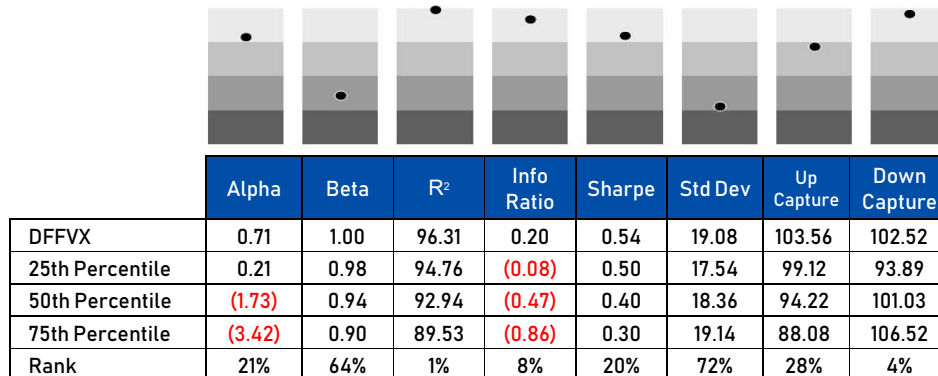 Alpha Beta R² Info Ratio Sharpe Std Dev Up Capture Down Capture
DFFVX 0.71 1.00 96.31 0.20 0.54 19.08 103.56 102.52
25th Percentile 0.21 0.98 94.76 (0.08) 0.50 17.54 99.12 93.89
50th Percentile (1.73) 0.94 92.94 (0.47) 0.40 18.36 94.22 101.03
75th Percentile (3.42) 0.90 89.53 (0.86) 0.30 19.14 88.08 106.52
Rank 21% 64% 1% 8% 20% 72% 28% 4%